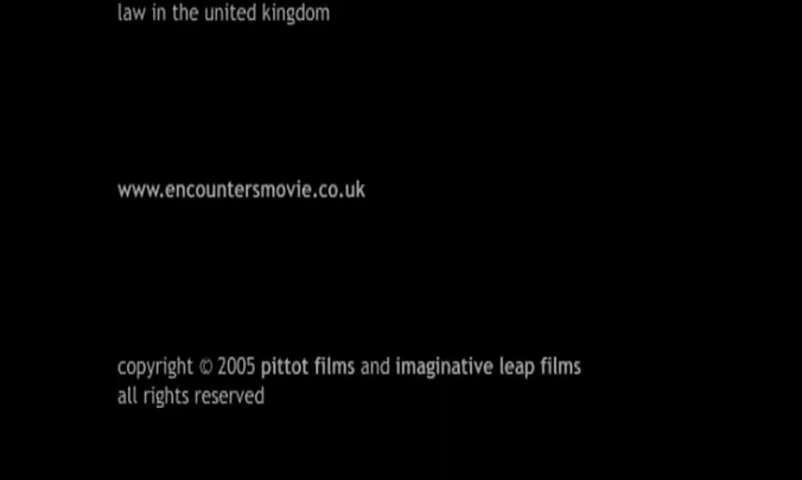 law in the united kingdom
www.encountersmovie.co.uk
copyright © 2005 pittot films and imaginative leap films
all rights reserved